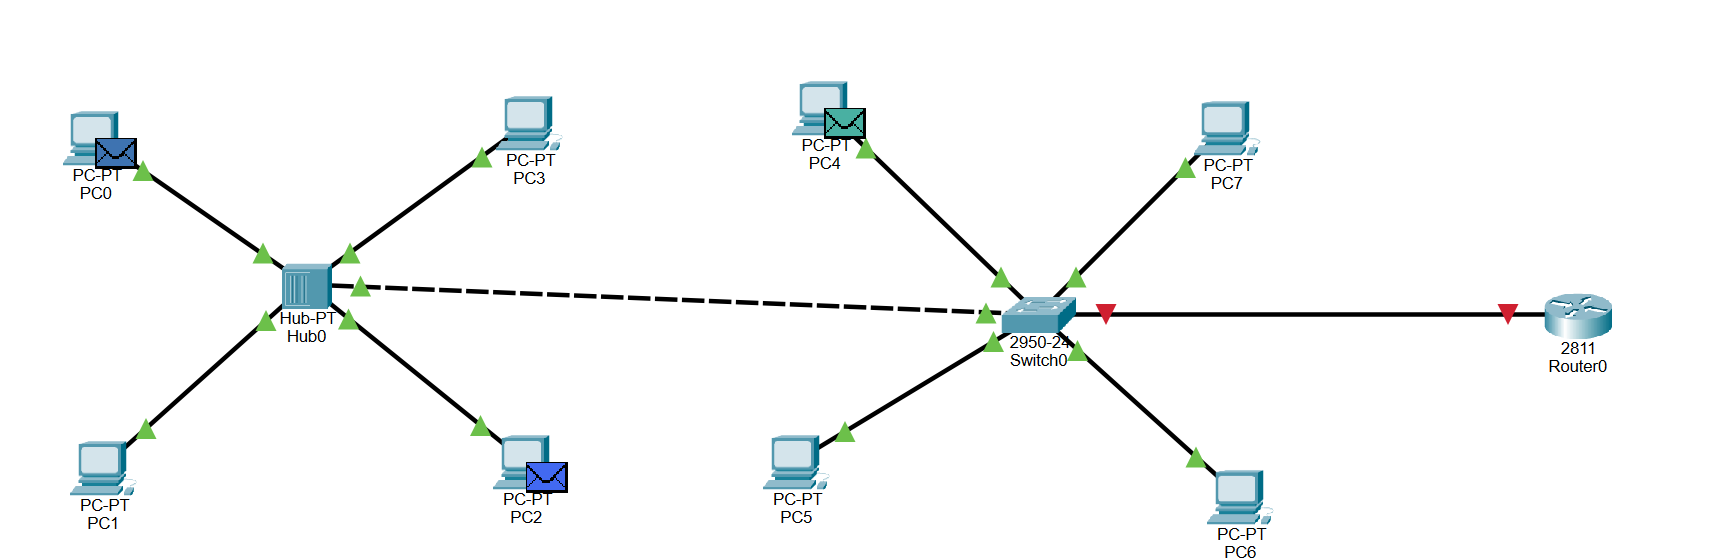 PC-PT
PC0
PC-PT
PC3
PC-PT
PC4
PC-PT
PC7
Hub-PT
Hub0
2950-24
Switch0
2811
Router0
PC-PT
PC1
PC-PT
PC2
PC-PT
PC5
PC-PT
PC6